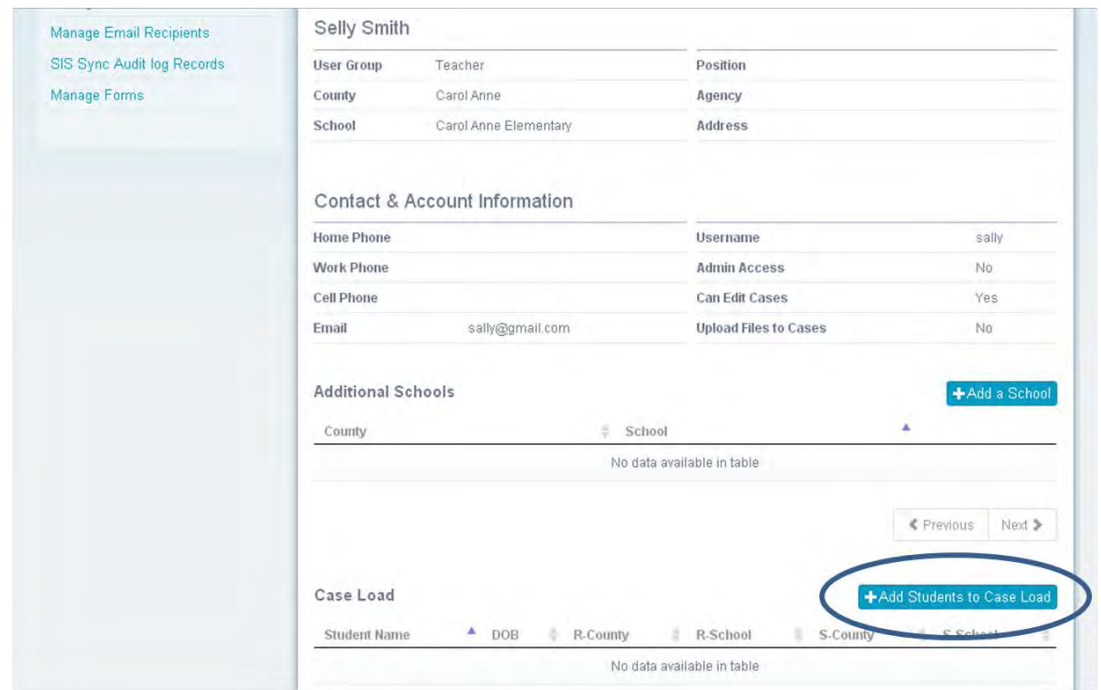 Manage Email Recipients
SIS Sync Audit log Records
Manage Forms
Selly Smith
User Group Teacher Position
County Carol Anne Agency
School Carol Anne Elementary Address
Contact & Account Information
Home Phone Username sally
Work Phone Admin Access No
Cell Phone Can Edit Cases Yes
Email sally@gmail.com Upload Files to Cases No
Additional Schools +Add a School
County School
No data available in table
Previous Next
Case Load +Add Students to Case Load
Student Name DOB R-County R-School S-County S-School
No data available in table